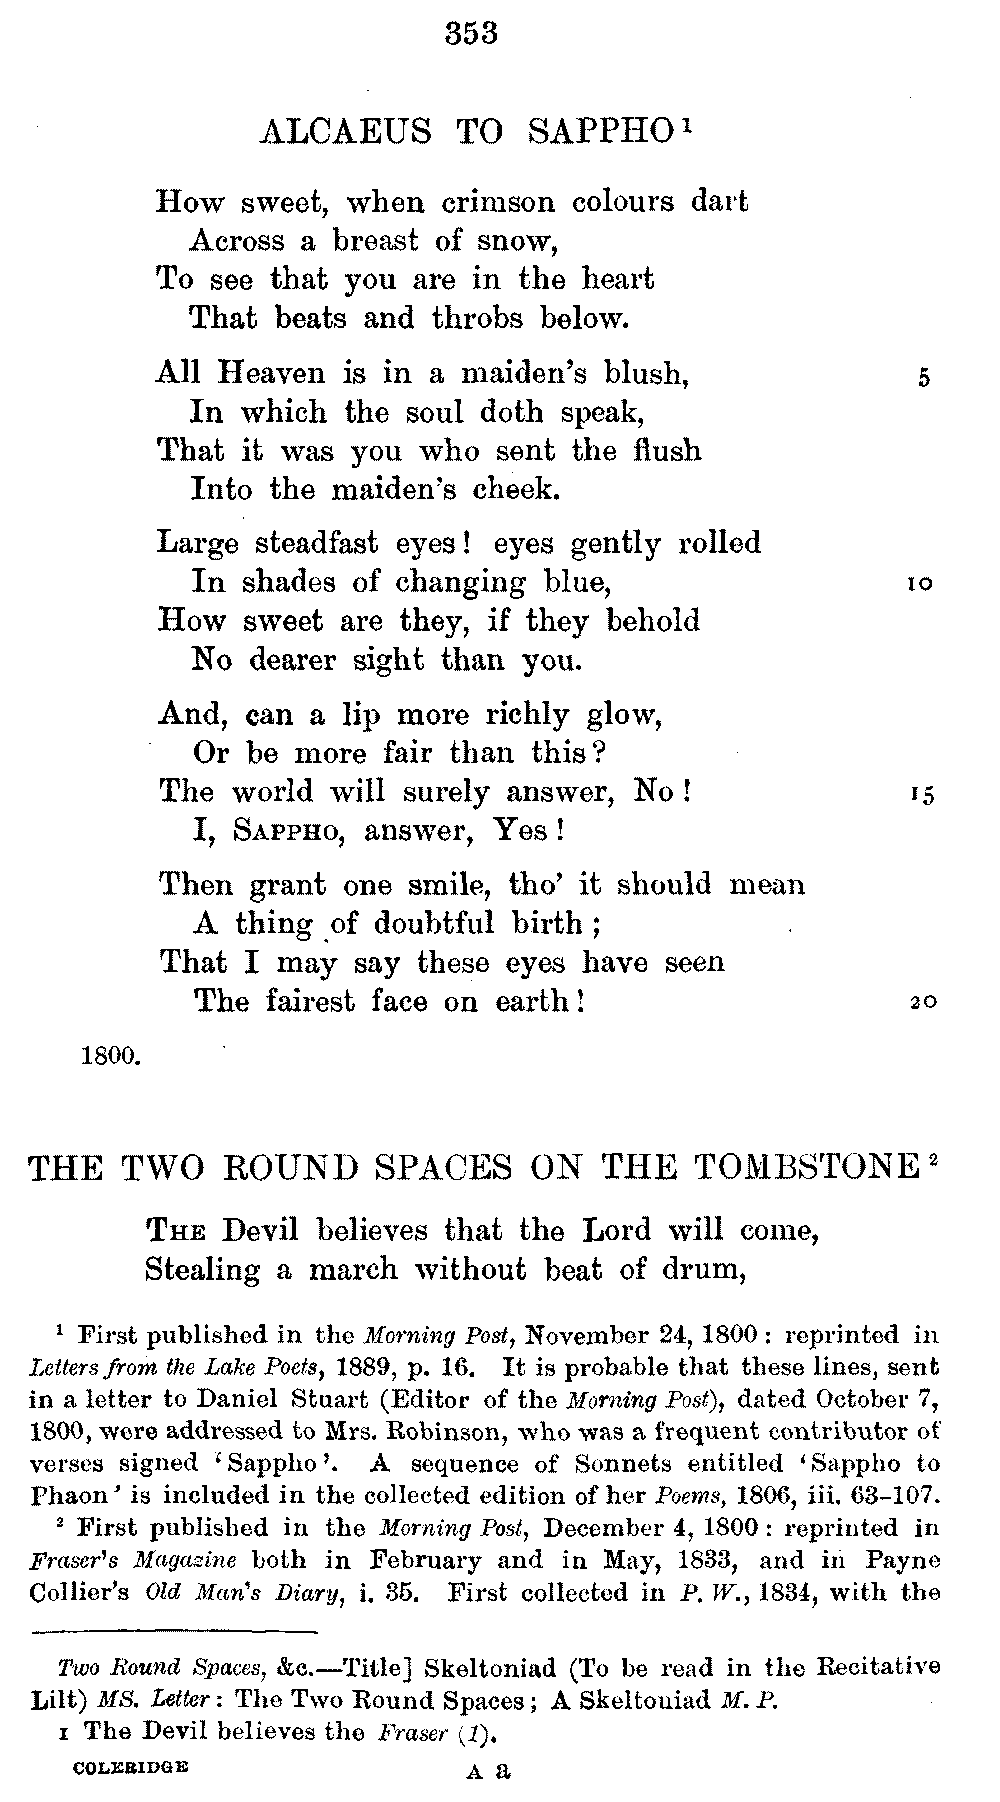 353
ALCAEUS TO SAPPHO¹
How sweet, when crimson colours dart
Across a breast of snow,
To see that you are in the heart
That beats and throbs below.
All Heaven is in a maiden's blush, 5
In which the soul doth speak,
That it was you who sent the flush
Into the maiden's cheek.
Large steadfast eyes! eyes gently rolled
In shades of changing blue, 10
How sweet are they, if they behold
No dearer sight than you.
And, can a lip more richly glow,
Or be more fair than this?
The world will surely answer, No! 15
I, SAPPHO, answer, Yes!
Then grant one smile, tho' it should mean
A thing of doubtful birth;
That I may say these eyes have seen
The fairest face on earth! 20
1800.
THE TWO ROUND SPACES ON THE TOMBSTONE²
THE Devil believes that the Lord will come,
Stealing a march without beat of drum,
¹ First published in the Morning Post, November 24, 1800: reprinted in
Letters from the Lake Poets, 1889, p. 16. It is probable that these lines, sent
in a letter to Daniel Stuart (Editor of the Morning Post), dated October 7,
1800, were addressed to Mrs. Robinson, who was a frequent contributor of
verses signed 'Sappho'. A sequence of Sonnets entitled 'Sappho to
Phaon' is included in the collected edition of her Poems, 1806, iii. 63-107.
² First published in the Morning Post, December 4, 1800: reprinted in
Fraser's Magazine both in February and in May, 1833, and in Payne
Collier's Old Man's Diary, i. 35. First collected in P. W., 1834, with the
Two Round Spaces, &c.—Title] Skeltoniad (To be read in the Recitative
Lilt) MS. Letter: The Two Round Spaces; A Skeltoniad M. P.
1 The Devil believes the Fraser (1).
COLERIDGE A a